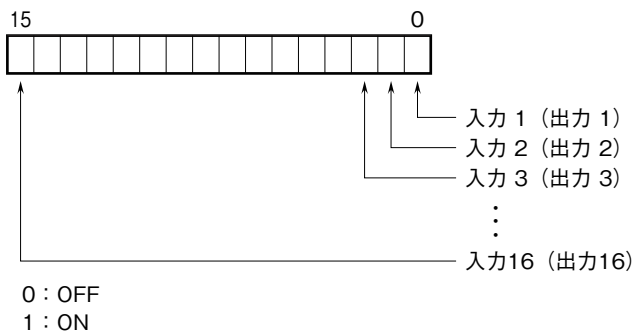 15 0
入力 1（出力 1）
入力 2（出力 2）
入力 3（出力 3）
⋮
入力16（出力16）
0：OFF
1：ON